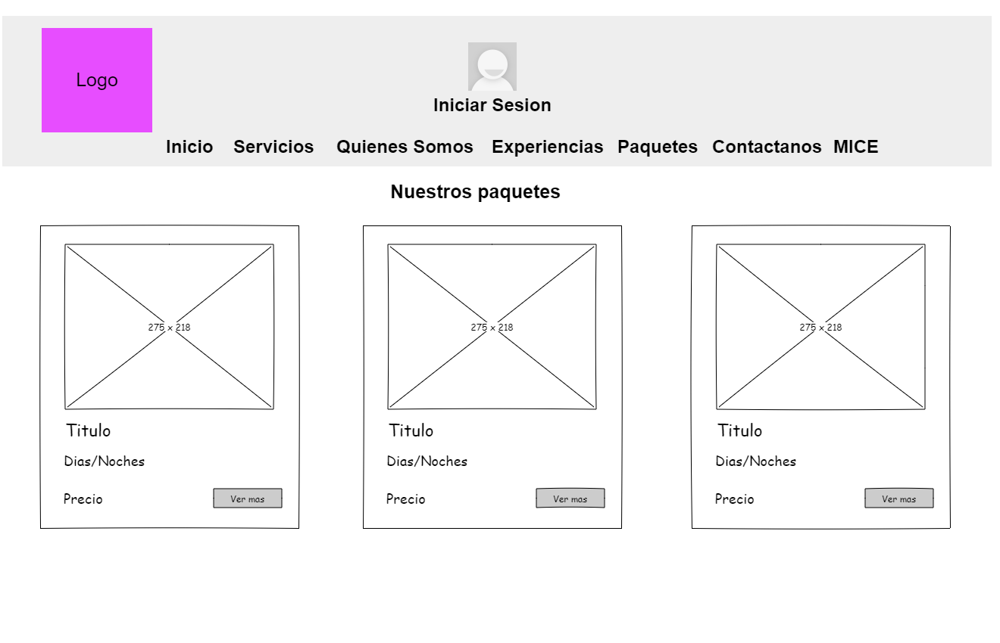 Logo
Iniciar Sesion
Inicio Servicios Quienes Somos Experiencias Paquetes Contactanos MICE
Nuestros paquetes
275 x 218
Titulo
Dias/Noches
Precio Ver mas
275 x 218
Titulo
Dias/Noches
Precio Ver mas
275 x 218
Titulo
Dias/Noches
Precio Ver mas